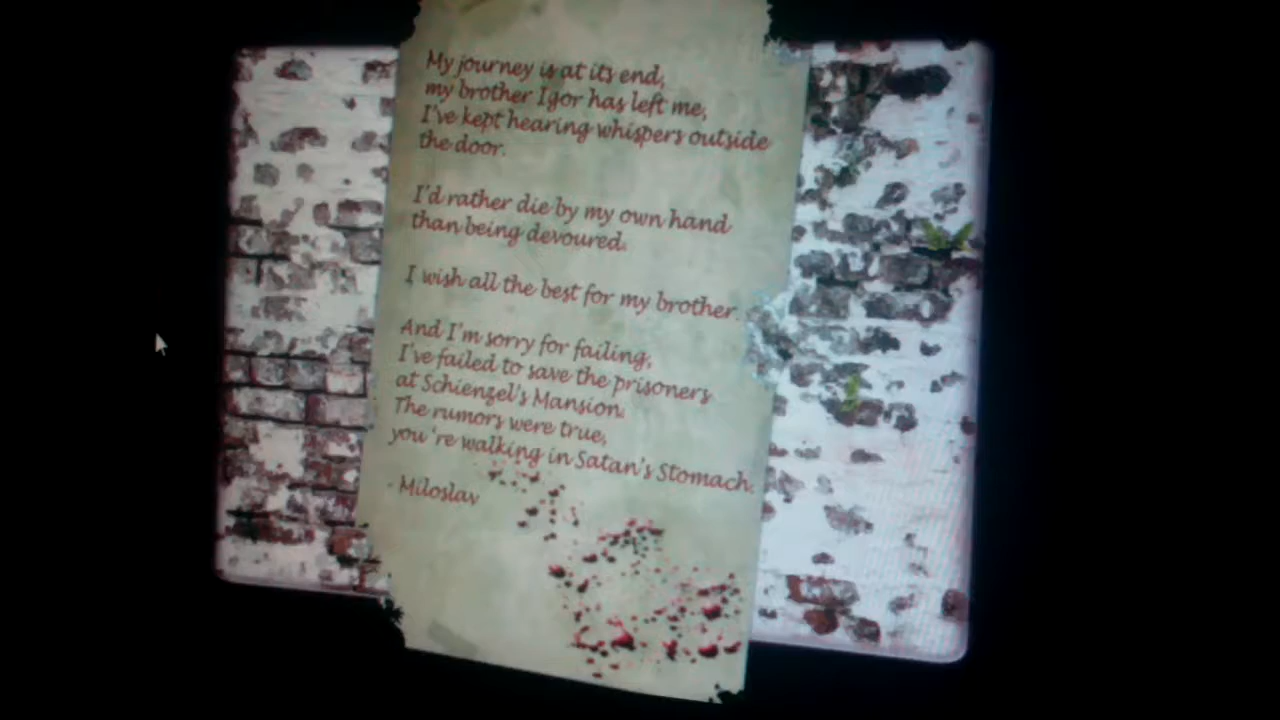 My journey is at its end,
my brother Igor has left me,
I've kept hearing whispers outside
the door.
I'd rather die by my own hand
than being devoured.
I wish all the best for my brother.
And I'm sorry for failing,
I've failed to save the prisoners
at Schienzel's Mansion.
The rumors were true,
you 're walking in Satan's Stomach.
- Miloslav